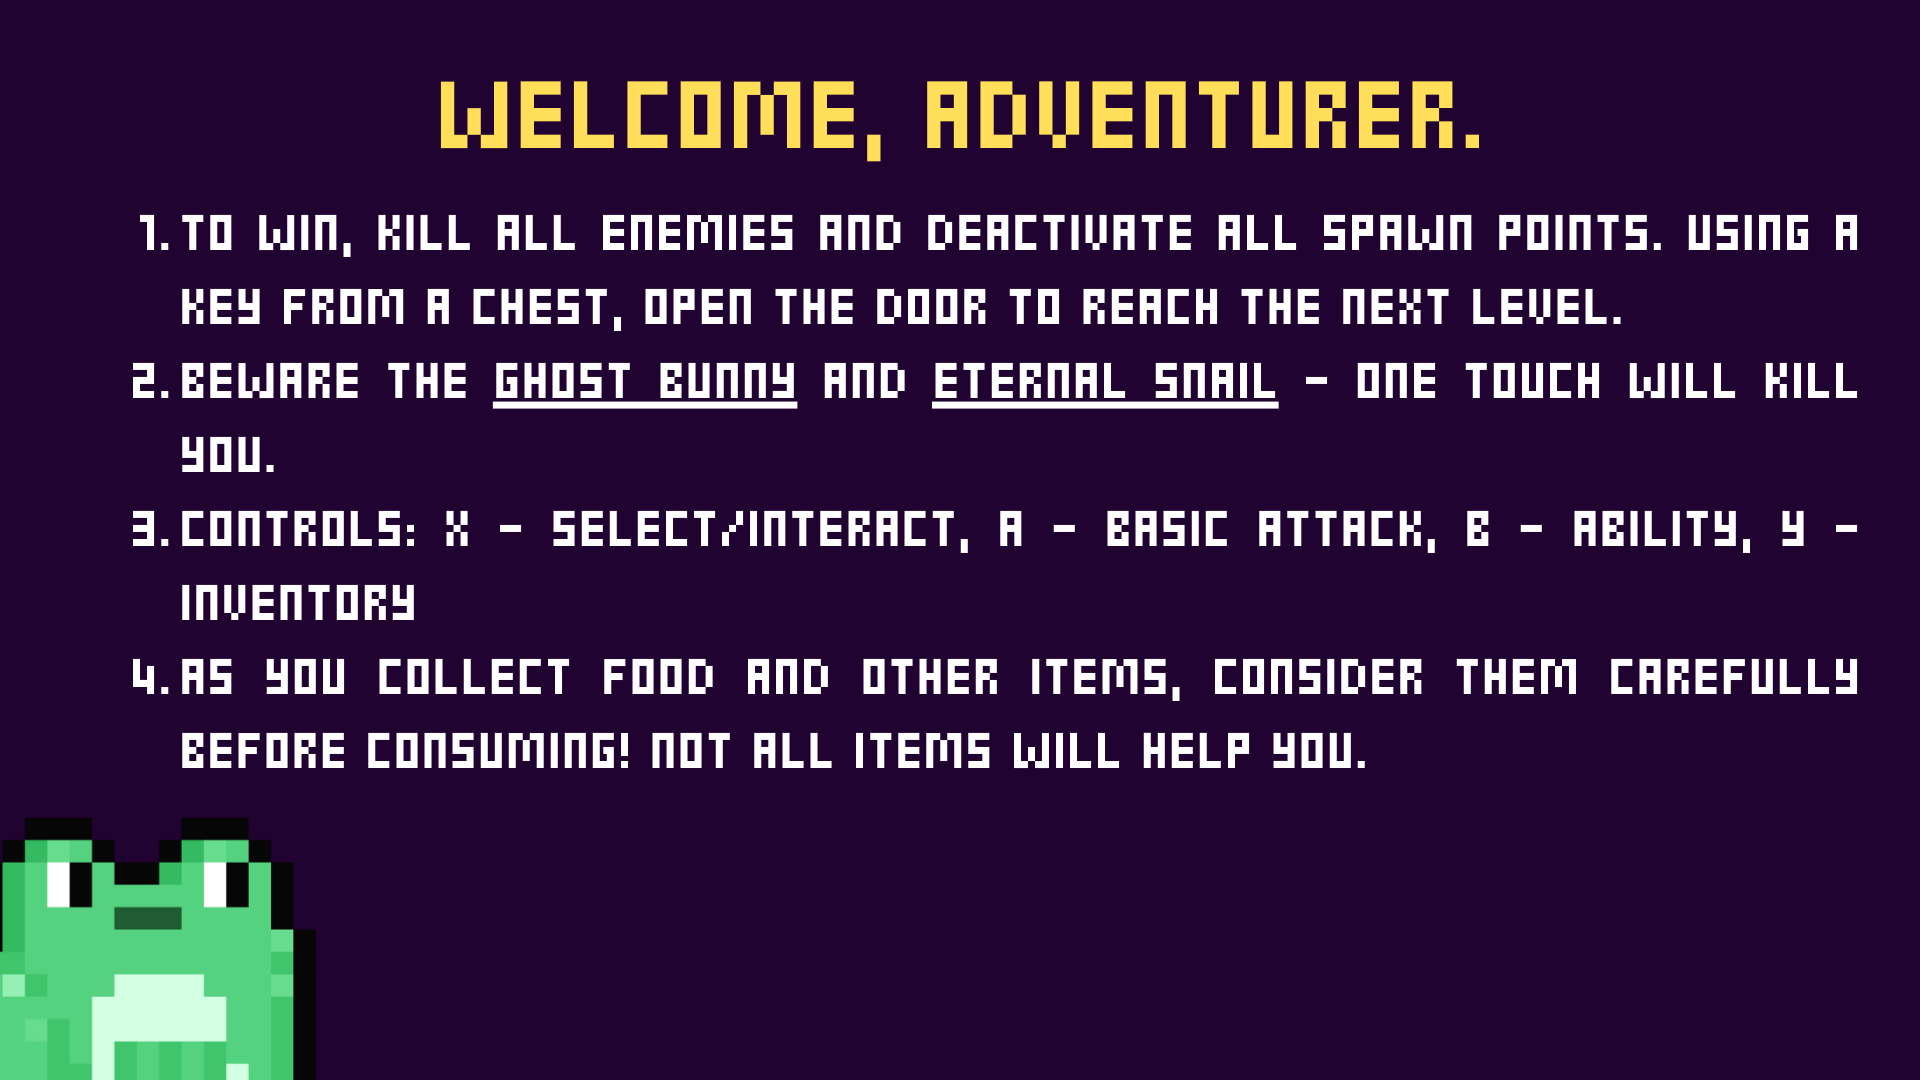 WELCOME, ADVENTURER.
1. TO WIN, KILL ALL ENEMIES AND DEACTIVATE ALL SPAWN POINTS. USING A
KEY FROM A CHEST, OPEN THE DOOR TO REACH THE NEXT LEVEL.
2. BEWARE THE GHOST BUNNY AND ETERNAL SNAIL - ONE TOUCH WILL KILL
YOU.
3. CONTROLS: X - SELECT/INTERACT, A - BASIC ATTACK, B - ABILITY, Y -
INVENTORY
4. AS YOU COLLECT FOOD AND OTHER ITEMS, CONSIDER THEM CAREFULLY
BEFORE CONSUMING! NOT ALL ITEMS WILL HELP YOU.